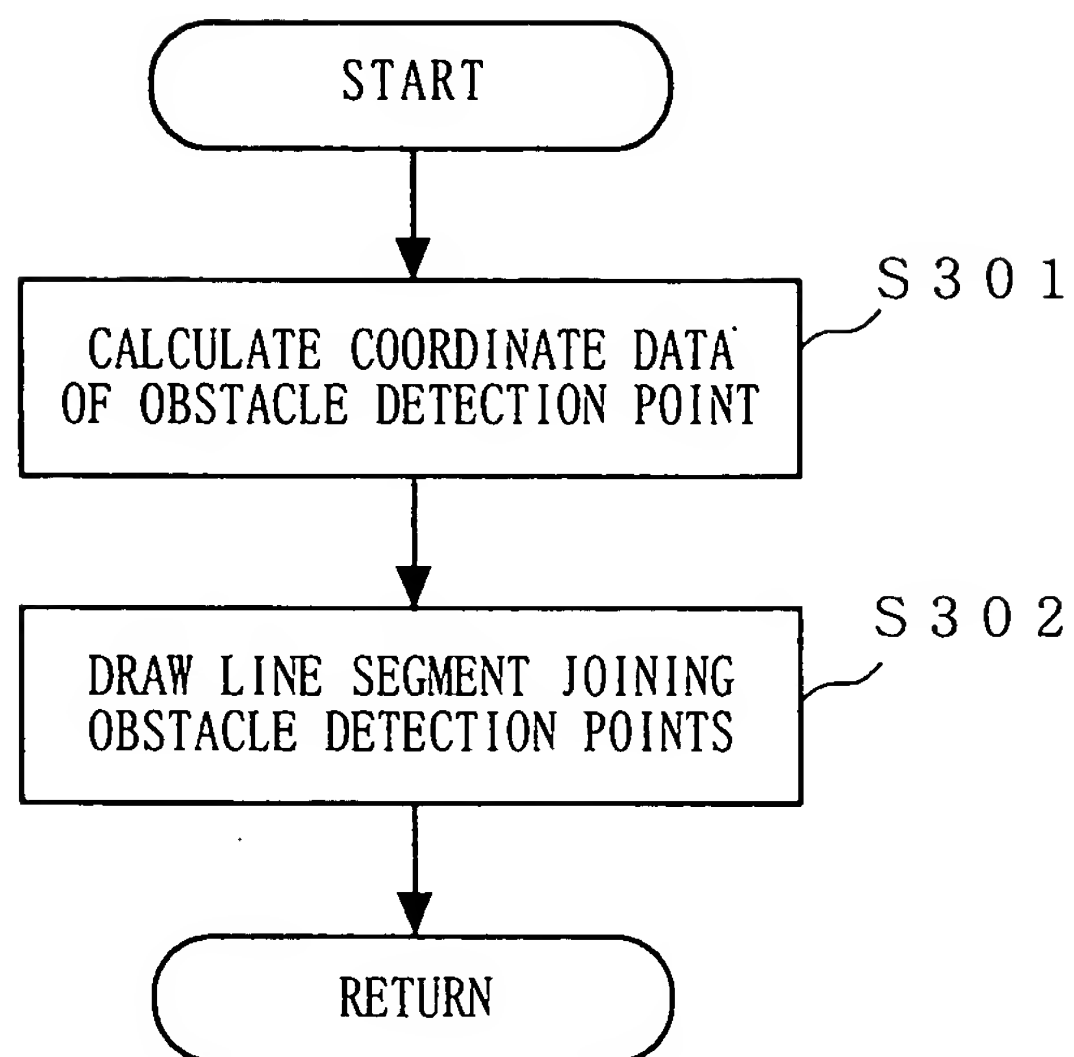 START
S301
CALCULATE COORDINATE DATA
OF OBSTACLE DETECTION POINT
S302
DRAW LINE SEGMENT JOINING
OBSTACLE DETECTION POINTS
RETURN